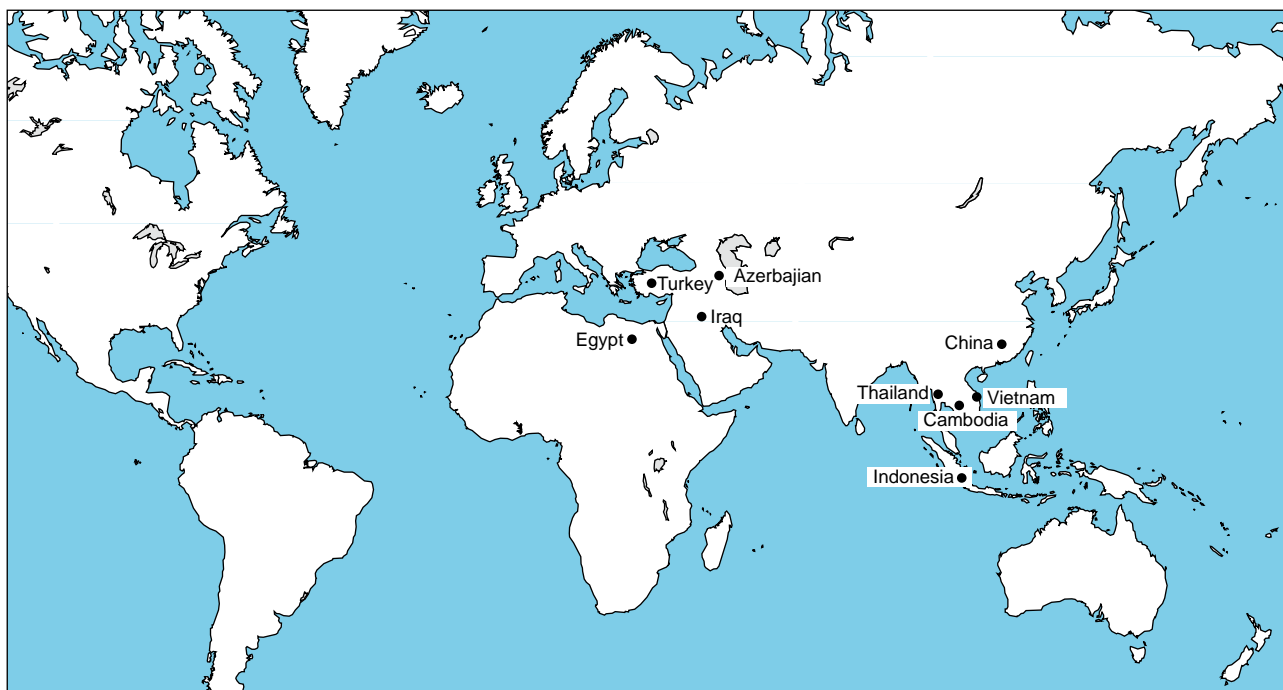 Azerbajian
Turkey
Iraq
Egypt
China
Thailand
Vietnam
Cambodia
Indonesia